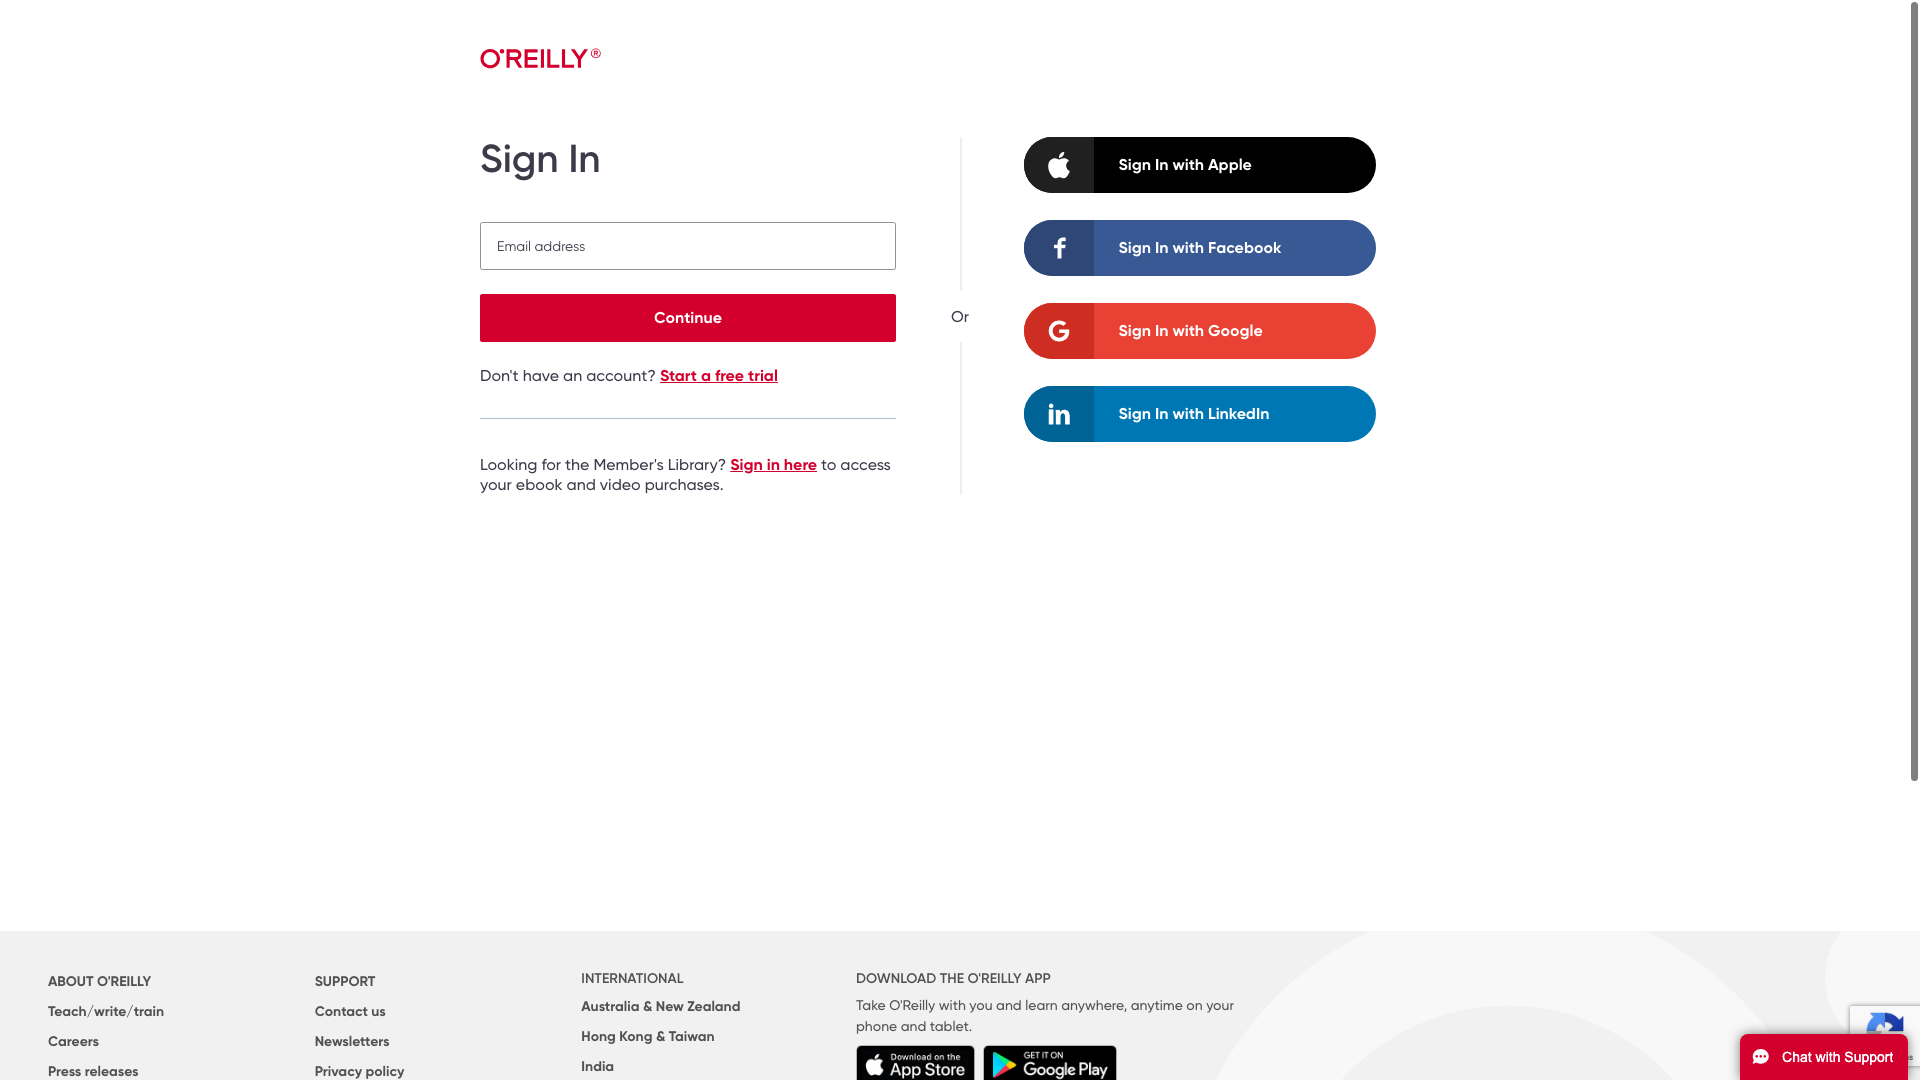 O'REILLY®
Sign In
Email address
Continue
Don't have an account? Start a free trial
Looking for the Member's Library? Sign in here to access
your ebook and video purchases.
Or
Sign In with Apple
Sign In with Facebook
Sign In with Google
Sign In with LinkedIn
ABOUT O'REILLY
Teach/write/train
Careers
Press releases
SUPPORT
Contact us
Newsletters
Privacy policy
INTERNATIONAL
Australia & New Zealand
Hong Kong & Taiwan
India
DOWNLOAD THE O'REILLY APP
Take O'Reilly with you and learn anywhere, anytime on your
phone and tablet.
Download on the
App Store
GET IT ON
Google Play
Chat with Support